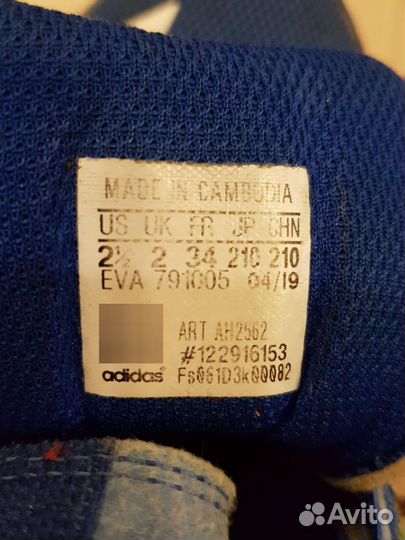 MADE IN CAMBODIA
US UK FR JP CHN
2½ 2 34 210 210
EVA 791005 04/19
ART AH2562
#122916153
adidas® Fs061D3k00082
Avito